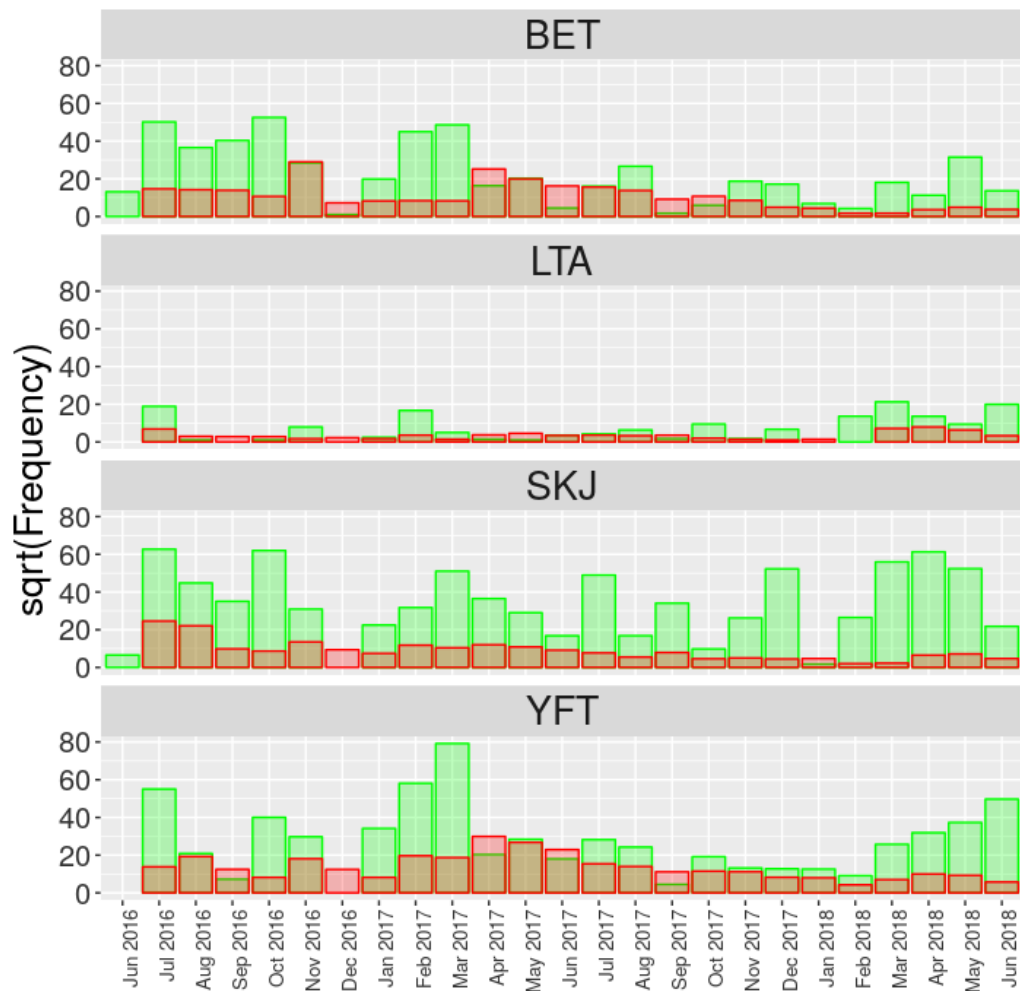 BET
80
60
40
20
0
LTA
80
60
40
20
0
SKJ
80
60
40
20
0
YFT
80
60
40
20
0
sqrt(Frequency)
Jun 2016
Jul 2016
Aug 2016
Sep 2016
Oct 2016
Nov 2016
Dec 2016
Jan 2017
Feb 2017
Mar 2017
Apr 2017
May 2017
Jun 2017
Jul 2017
Aug 2017
Sep 2017
Oct 2017
Nov 2017
Dec 2017
Jan 2018
Feb 2018
Mar 2018
Apr 2018
May 2018
Jun 2018